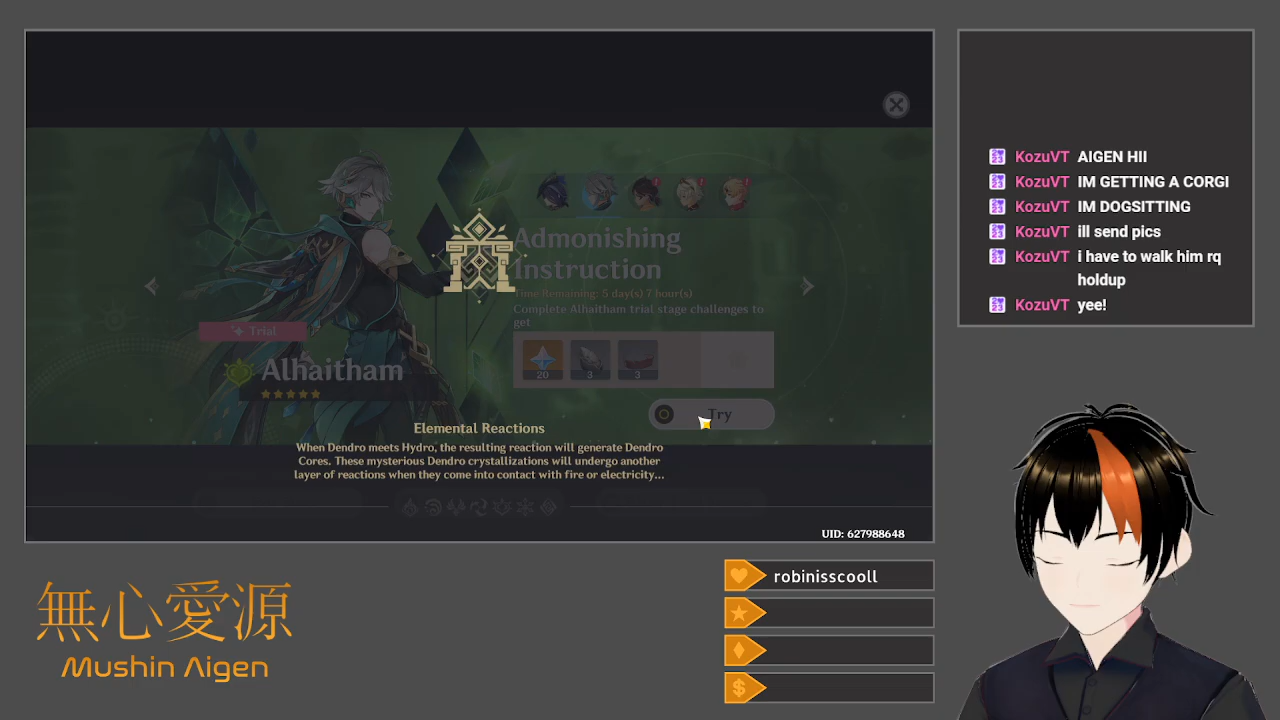 Admonishing
Instruction
Time Remaining: 5 day(s) 7 hour(s)
Complete Alhaitham trial stage challenges to
get
20
3
3
Trial
Alhaitham
Try
Elemental Reactions
When Dendro meets Hydro, the resulting reaction will generate Dendro
Cores. These mysterious Dendro crystallizations will undergo another
layer of reactions when they come into contact with fire or electricity...
UID: 627988648
KozuVT AIGEN HII
KozuVT IM GETTING A CORGI
KozuVT IM DOGSITTING
KozuVT ill send pics
KozuVT i have to walk him rq
holdup
KozuVT yee!
無心愛源
Mushin Aigen
robinisscooll
$